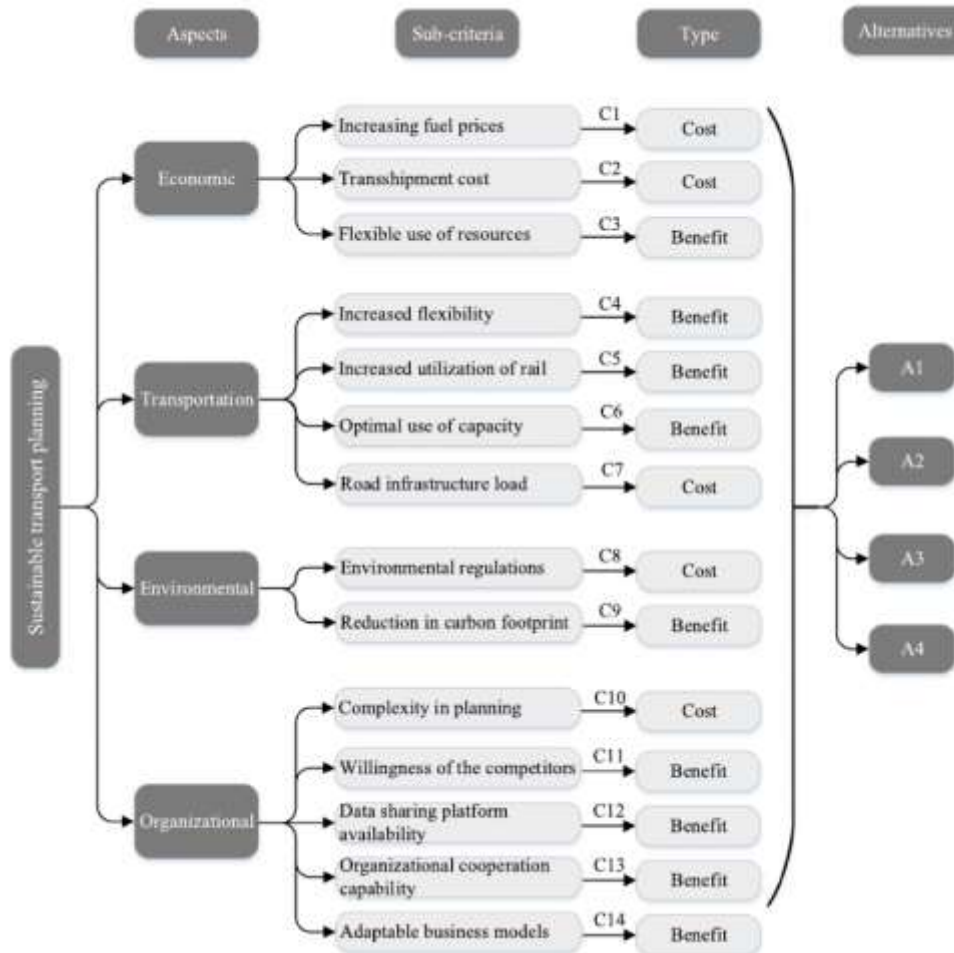 Aspects
Sub-criteria
Type
Alternatives
Sustainable transport planning
Economic
Increasing fuel prices
C1
Cost
Transshipment cost
C2
Cost
Flexible use of resources
C3
Benefit
Transportation
Increased flexibility
C4
Benefit
Increased utilization of rail
C5
Benefit
Optimal use of capacity
C6
Benefit
Road infrastructure load
C7
Cost
Environmental
Environmental regulations
C8
Cost
Reduction in carbon footprint
C9
Benefit
Organizational
Complexity in planning
C10
Cost
Willingness of the competitors
C11
Benefit
Data sharing platform
availability
C12
Benefit
Organizational cooperation
capability
C13
Benefit
Adaptable business models
C14
Benefit
A1
A2
A3
A4